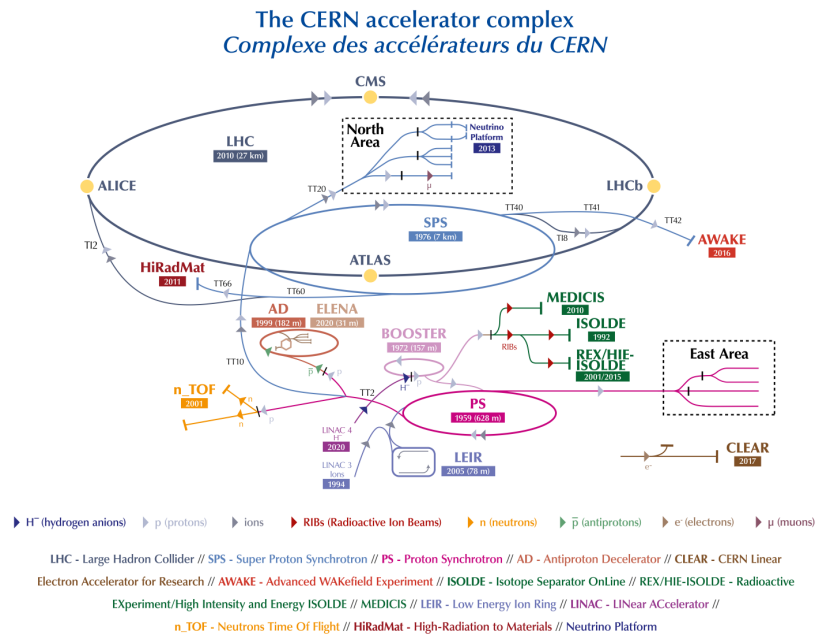 The CERN accelerator complex
Complexe des accélérateurs du CERN
CMS
North
Area
Neutrino
Platform
2013
LHC
2010 (27 km)
µ
ALICE
LHCb
TT20
TT40
TT41
SPS
1976 (7 km)
TT42
TI2
TI8
AWAKE
2016
ATLAS
HiRadMat
2011
TT66
TT60
AD
1999 (182 m)
ELENA
2020 (31 m)
MEDICIS
2010
BOOSTER
1972 (157 m)
ISOLDE
1992
RIBs
East Area
REX/HIE-
ISOLDE
2001/2015
TT10
p̅
p
p
H⁻
n_TOF
2001
n
n
p
TT2
PS
1959 (628 m)
LINAC 4
H⁻
2020
LINAC 3
Ions
1994
LEIR
2005 (78 m)
CLEAR
2017
e⁻
H⁻ (hydrogen anions)
p (protons)
ions
RIBs (Radioactive Ion Beams)
n (neutrons)
p̅ (antiprotons)
e⁻ (electrons)
µ (muons)
LHC - Large Hadron Collider // SPS - Super Proton Synchrotron // PS - Proton Synchrotron // AD - Antiproton Decelerator // CLEAR - CERN Linear
Electron Accelerator for Research // AWAKE - Advanced WAKefield Experiment // ISOLDE - Isotope Separator OnLine // REX/HIE-ISOLDE - Radioactive
EXperiment/High Intensity and Energy ISOLDE // MEDICIS // LEIR - Low Energy Ion Ring // LINAC - LINear ACcelerator //
n_TOF - Neutrons Time Of Flight // HiRadMat - High-Radiation to Materials // Neutrino Platform